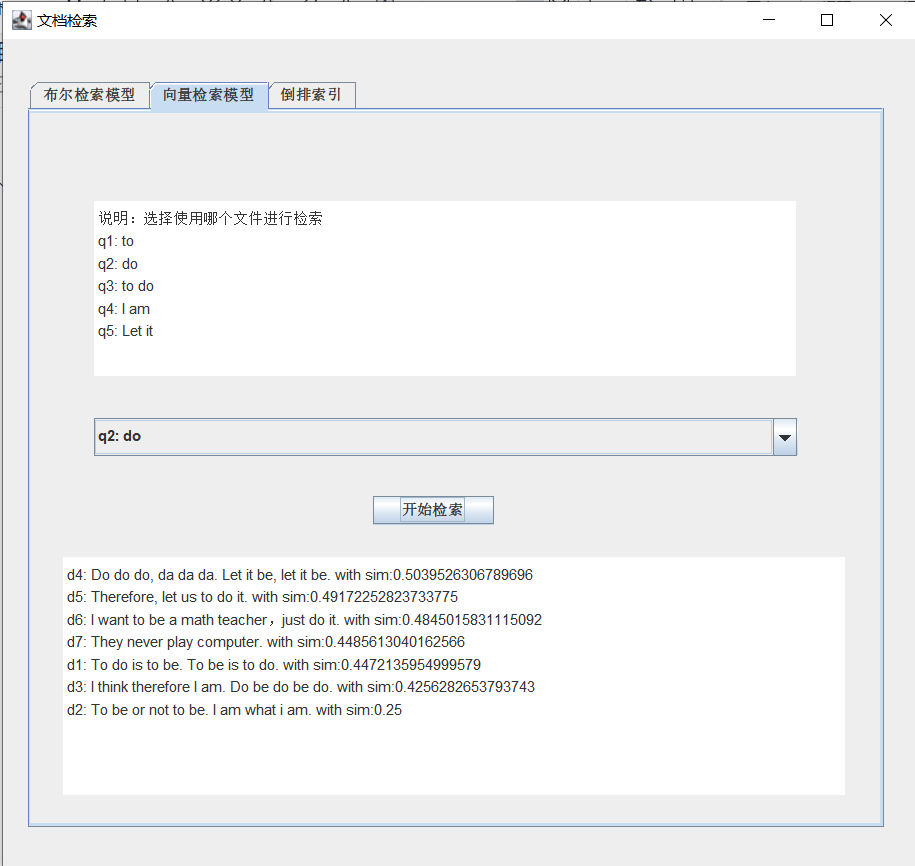 文档检索
布尔检索模型 向量检索模型 倒排索引
说明：选择使用哪个文件进行检索
q1: to
q2: do
q3: to do
q4: I am
q5: Let it
q2: do
开始检索
d4: Do do do, da da da. Let it be, let it be. with sim:0.5039526306789696
d5: Therefore, let us to do it. with sim:0.49172252823733775
d6: I want to be a math teacher，just do it. with sim:0.4845015831115092
d7: They never play computer. with sim:0.4485613040162566
d1: To do is to be. To be is to do. with sim:0.4472135954999579
d3: I think therefore I am. Do be do be do. with sim:0.4256282653793743
d2: To be or not to be. I am what i am. with sim:0.25